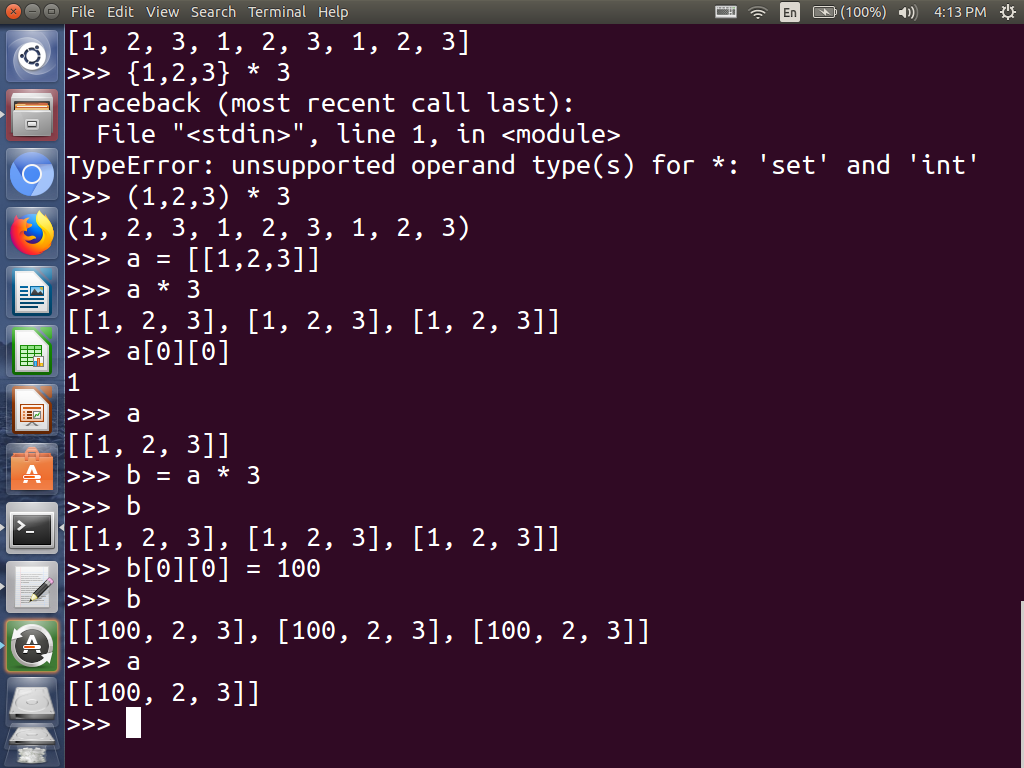 File Edit View Search Terminal Help En (100%) 4:13 PM
[1, 2, 3, 1, 2, 3, 1, 2, 3]
>>> {1,2,3} * 3
Traceback (most recent call last):
  File "<stdin>", line 1, in <module>
TypeError: unsupported operand type(s) for *: 'set' and 'int'
>>> (1,2,3) * 3
(1, 2, 3, 1, 2, 3, 1, 2, 3)
>>> a = [[1,2,3]]
>>> a * 3
[[1, 2, 3], [1, 2, 3], [1, 2, 3]]
>>> a[0][0]
1
>>> a
[[1, 2, 3]]
>>> b = a * 3
>>> b
[[1, 2, 3], [1, 2, 3], [1, 2, 3]]
>>> b[0][0] = 100
>>> b
[[100, 2, 3], [100, 2, 3], [100, 2, 3]]
>>> a
[[100, 2, 3]]
>>>